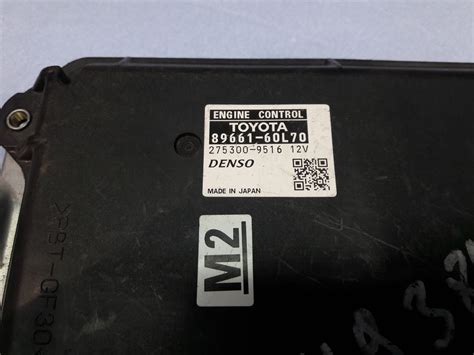 ENGINE CONTROL
TOYOTA
89661-60L70
275300-9516 12V
DENSO
MADE IN JAPAN
M2